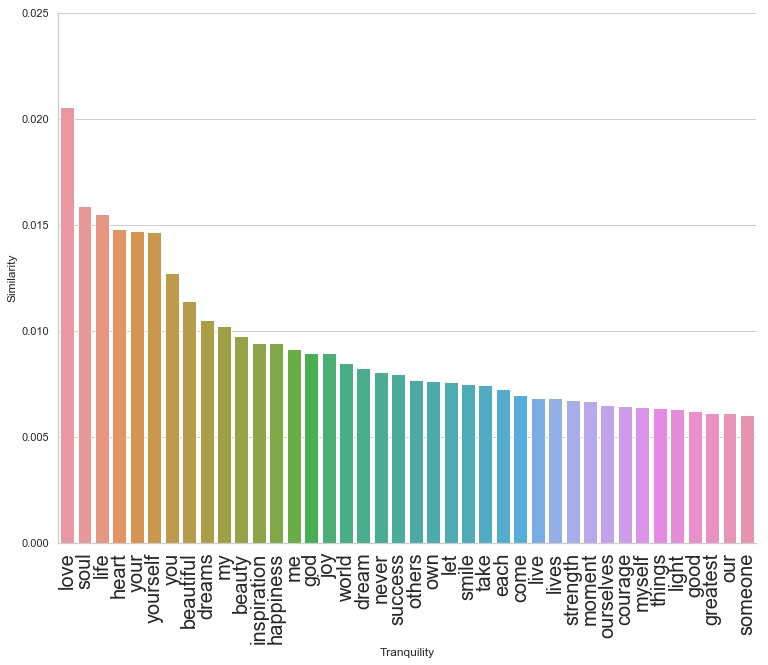 0.025
0.020
0.015
0.010
0.005
0.000
Similarity
love
soul
life
heart
your
yourself
you
beautiful
dreams
my
beauty
inspiration
happiness
me
god
joy
world
dream
never
success
others
own
let
smile
take
each
come
live
lives
strength
moment
ourselves
courage
myself
things
light
good
greatest
our
someone
Tranquility